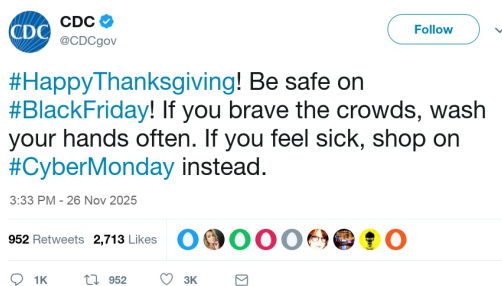 CDC
CDC
Follow
@CDCgov
#HappyThanksgiving! Be safe on
#BlackFriday! If you brave the crowds, wash
your hands often. If you feel sick, shop on
#CyberMonday instead.
3:33 PM - 26 Nov 2025
952 Retweets 2,713 Likes
1K 952 3K